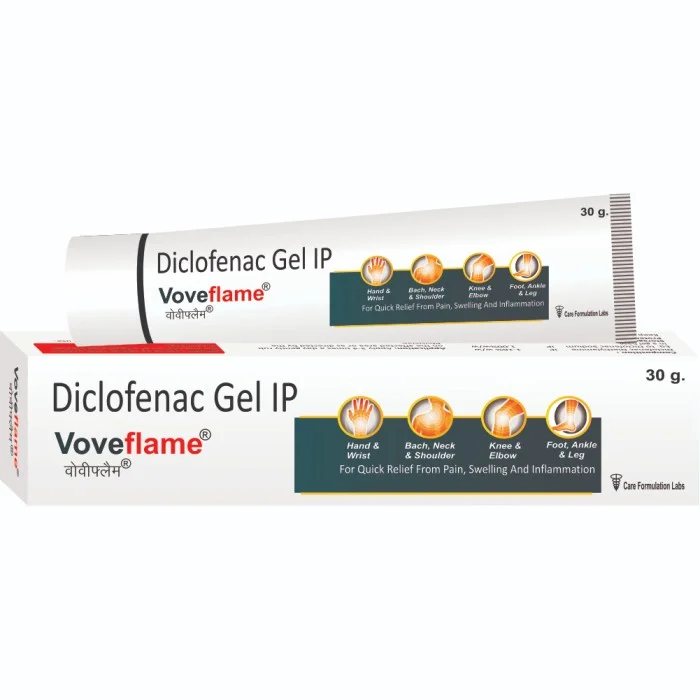 30 g.
Diclofenac Gel IP
Voveflame®
वोवीफ्लैम®
Hand & Wrist
Bach, Neck & Shoulder
Knee & Elbow
Foot, Ankle & Leg
For Quick Relief From Pain, Swelling And Inflammation
Care Formulation Labs
30 g.
Diclofenac Gel IP
Voveflame®
वोवीफ्लैम®
Hand & Wrist
Bach, Neck & Shoulder
Knee & Elbow
Foot, Ankle & Leg
For Quick Relief From Pain, Swelling And Inflammation
Care Formulation Labs
Voveflame®
वोवीफ्लैम®